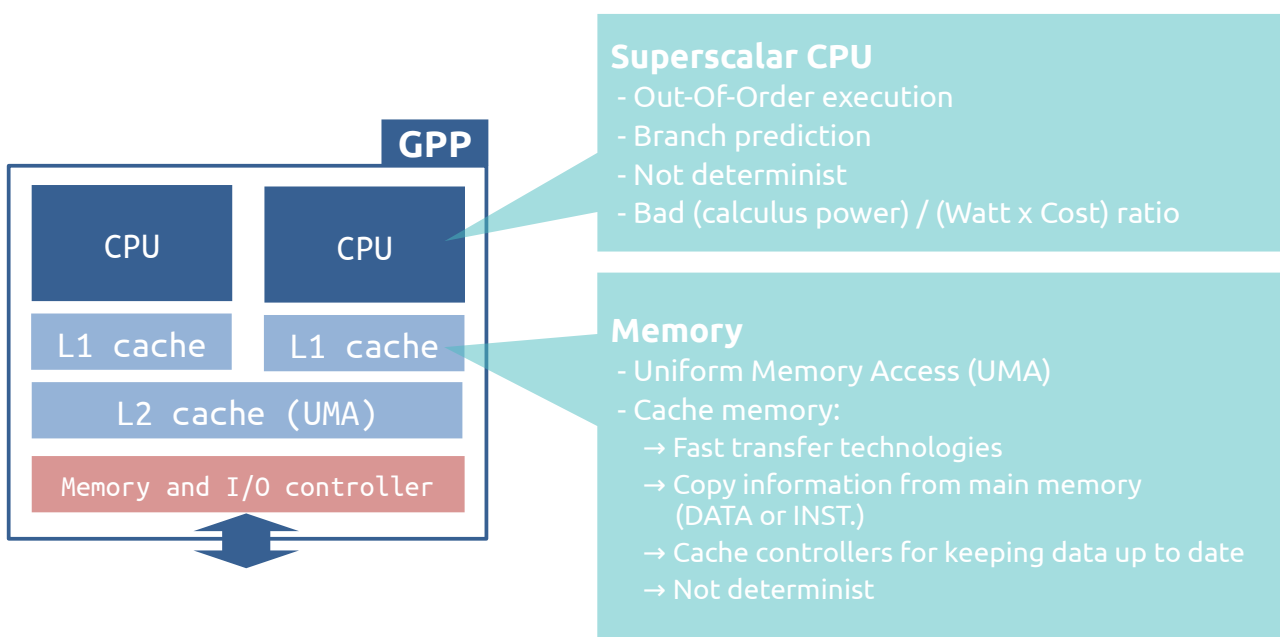 GPP
CPU
CPU
L1 cache
L1 cache
L2 cache (UMA)
Memory and I/O controller
Superscalar CPU
- Out-Of-Order execution
- Branch prediction
- Not determinist
- Bad (calculus power) / (Watt x Cost) ratio
Memory
- Uniform Memory Access (UMA)
- Cache memory:
→ Fast transfer technologies
→ Copy information from main memory
(DATA or INST.)
→ Cache controllers for keeping data up to date
→ Not determinist